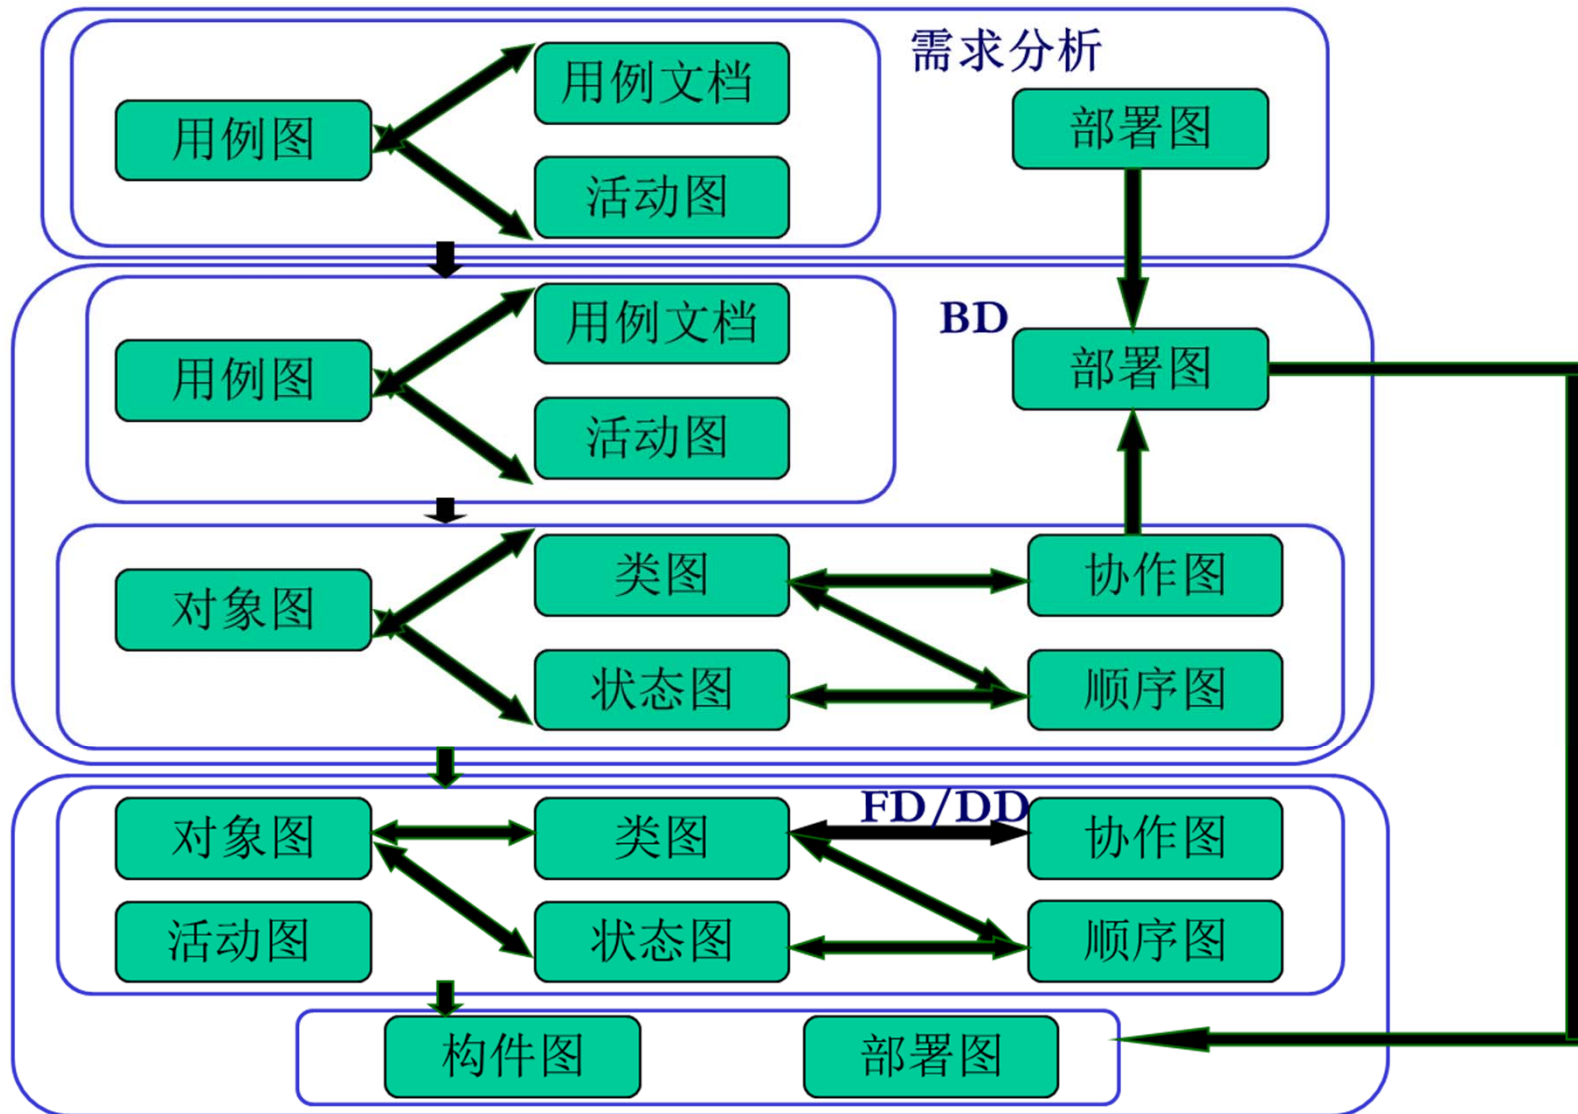 需求分析
用例文档
用例图
部署图
活动图
用例文档
BD
用例图
部署图
活动图
类图
协作图
对象图
状态图
顺序图
FD/DD
对象图
类图
协作图
活动图
状态图
顺序图
构件图
部署图